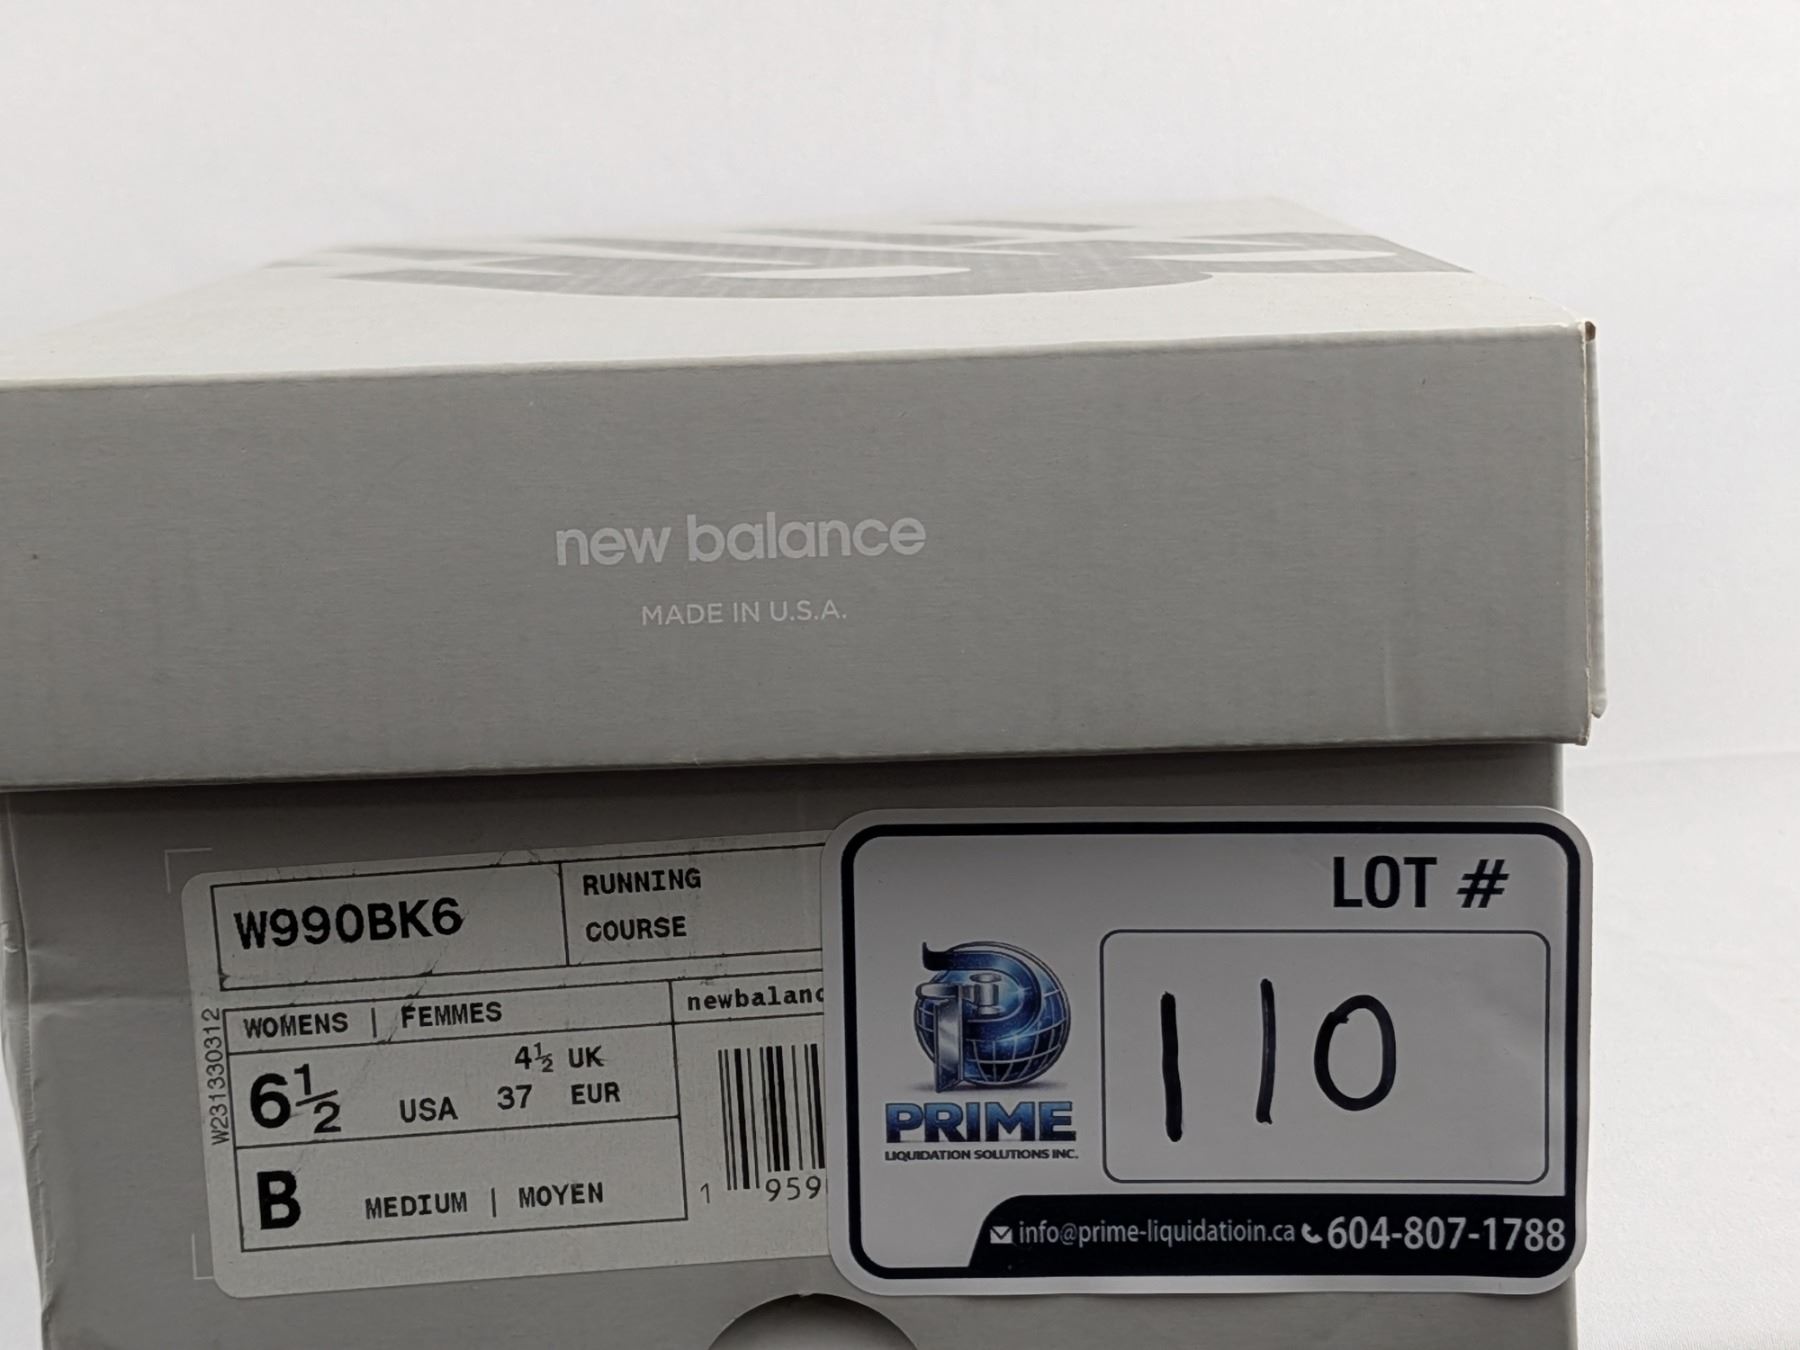 new balance
MADE IN U.S.A.
W990BK6
RUNNING
COURSE
WOMENS | FEMMES
6½ USA
4½ UK
37 EUR
B MEDIUM | MOYEN
W231330312
newbalanc
1 959
LOT #
110
PRIME
LIQUIDATION SOLUTIONS INC.
info@prime-liquidatioin.ca 604-807-1788